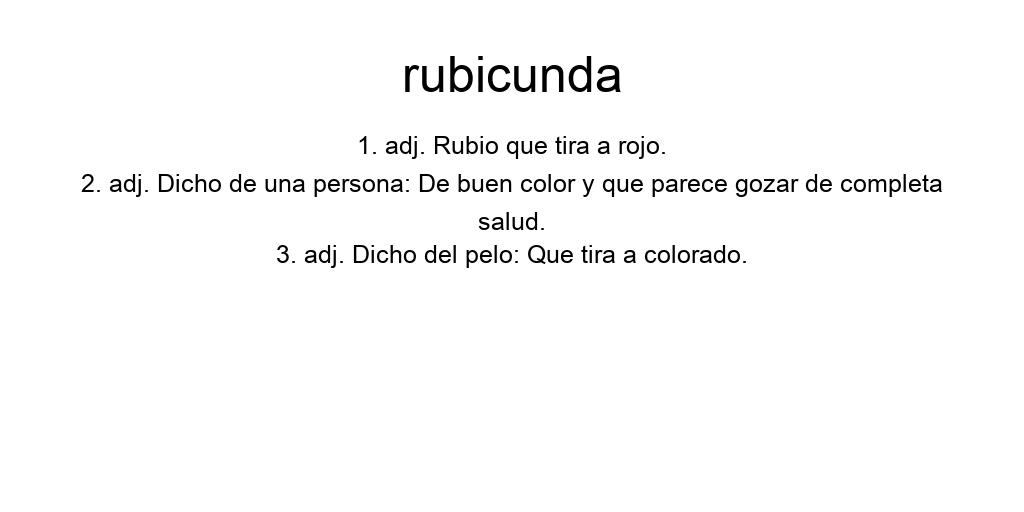 rubicunda
1. adj. Rubio que tira a rojo.
2. adj. Dicho de una persona: De buen color y que parece gozar de completa
salud.
3. adj. Dicho del pelo: Que tira a colorado.